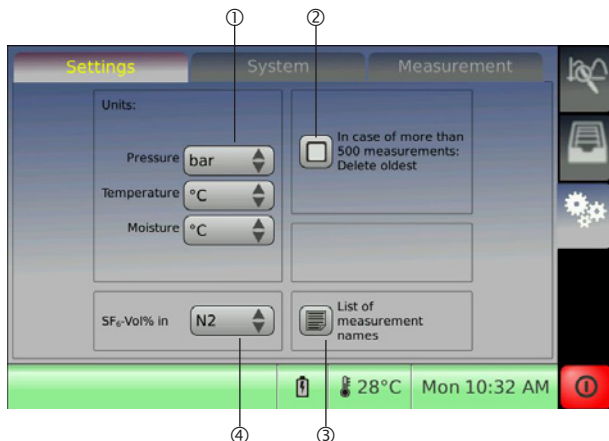 ① ②
Settings System Measurement
Units:
Pressure bar
Temperature °C
Moisture °C
In case of more than
500 measurements:
Delete oldest
SF₆-Vol% in N2
List of
measurement
names
28°C Mon 10:32 AM
④ ③